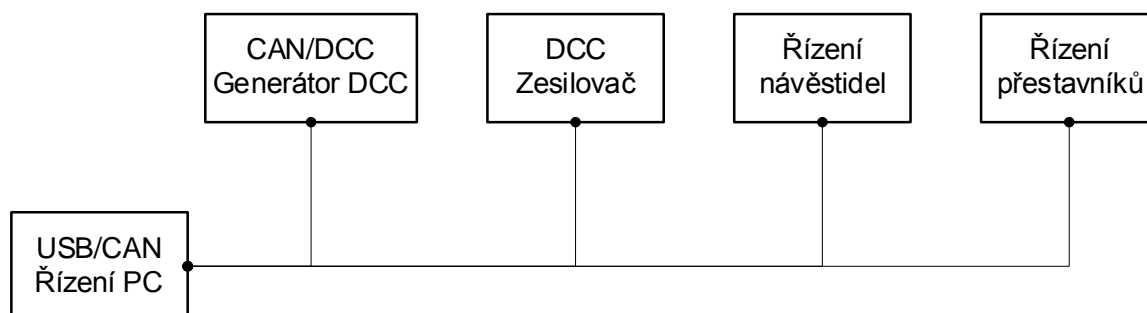 CAN/DCC
Generátor DCC
DCC
Zesilovač
Řízení
návěstidel
Řízení
přestavníků
USB/CAN
Řízení PC